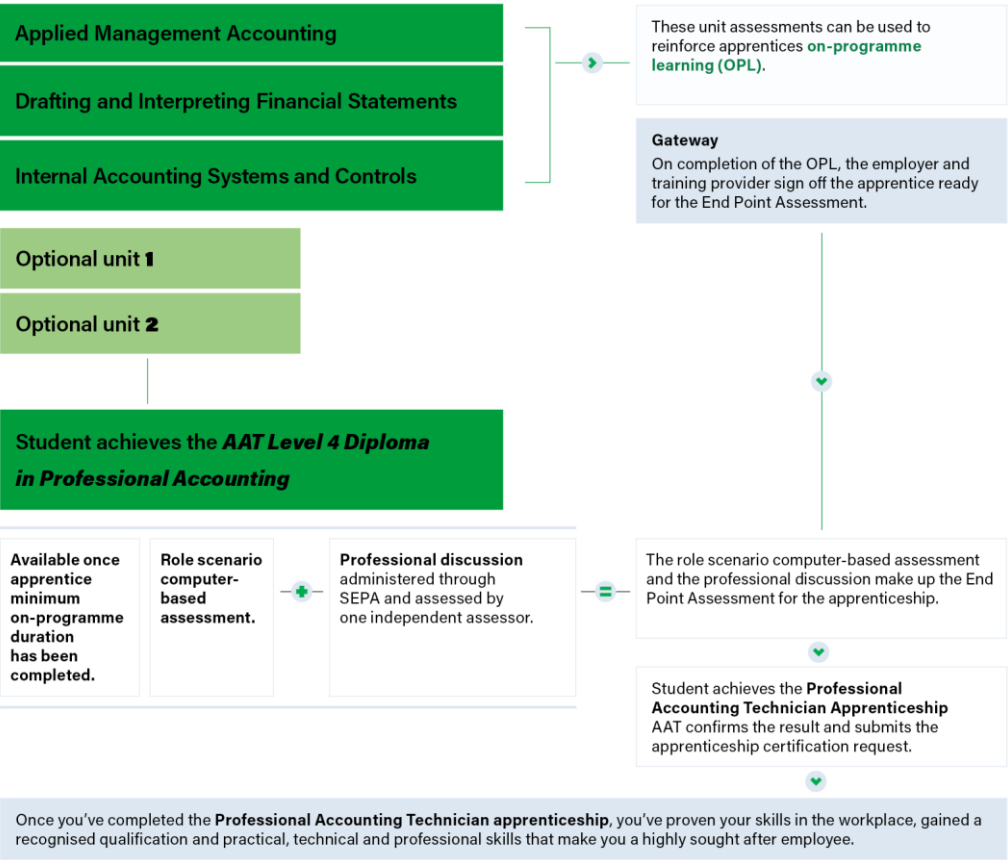 Applied Management Accounting
Drafting and Interpreting Financial Statements
Internal Accounting Systems and Controls
These unit assessments can be used to
reinforce apprentices on-programme
learning (OPL).
Gateway
On completion of the OPL, the employer and
training provider sign off the apprentice ready
for the End Point Assessment.
Optional unit 1
Optional unit 2
Student achieves the AAT Level 4 Diploma
in Professional Accounting
Available once
apprentice
minimum
on-programme
duration
has been
completed.
Role scenario
computer-
based
assessment.
Professional discussion
administered through
SEPA and assessed by
one independent assessor.
The role scenario computer-based assessment
and the professional discussion make up the End
Point Assessment for the apprenticeship.
Student achieves the Professional
Accounting Technician Apprenticeship
AAT confirms the result and submits the
apprenticeship certification request.
Once you’ve completed the Professional Accounting Technician apprenticeship, you’ve proven your skills in the workplace, gained a
recognised qualification and practical, technical and professional skills that make you a highly sought after employee.